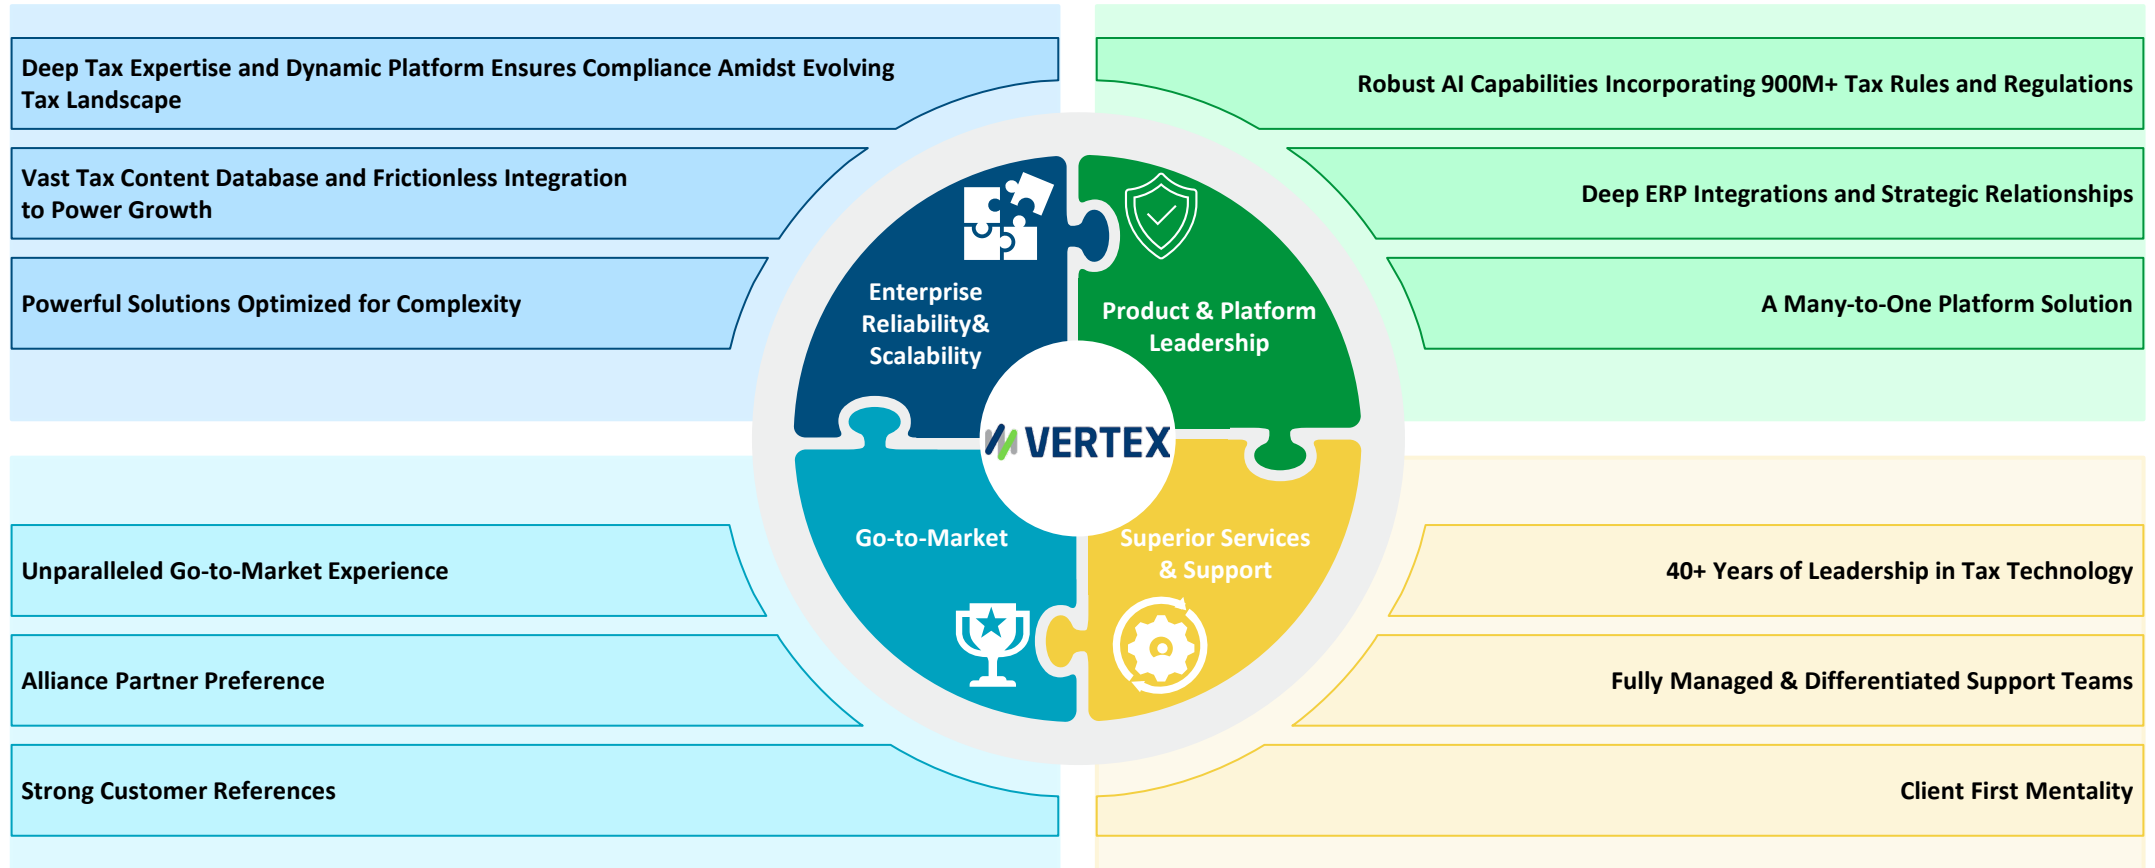 Deep Tax Expertise and Dynamic Platform Ensures Compliance Amidst Evolving
Tax Landscape
Vast Tax Content Database and Frictionless Integration
to Power Growth
Powerful Solutions Optimized for Complexity
Robust AI Capabilities Incorporating 900M+ Tax Rules and Regulations
Deep ERP Integrations and Strategic Relationships
A Many-to-One Platform Solution
Enterprise
Reliability&
Scalability
Product & Platform
Leadership
VERTEX
Go-to-Market
Superior Services
& Support
Unparalleled Go-to-Market Experience
Alliance Partner Preference
Strong Customer References
40+ Years of Leadership in Tax Technology
Fully Managed & Differentiated Support Teams
Client First Mentality